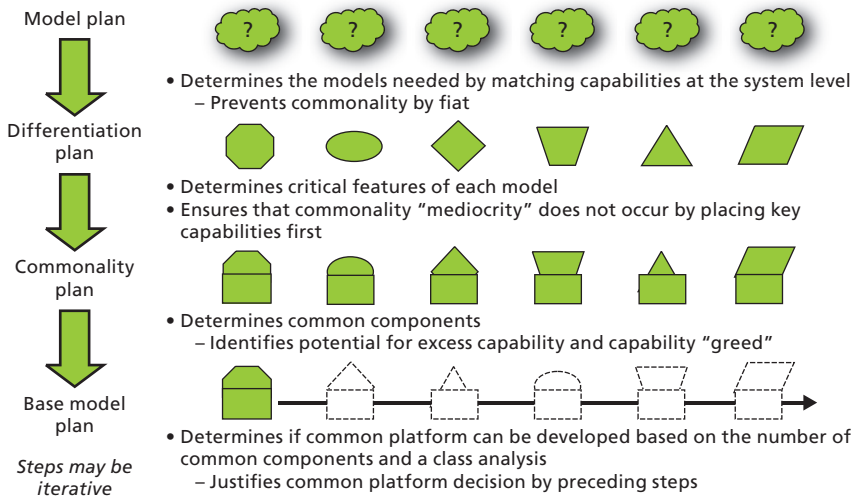 Model plan
? ? ? ? ? ?
• Determines the models needed by matching capabilities at the system level
– Prevents commonality by fiat
Differentiation
plan
• Determines critical features of each model
• Ensures that commonality “mediocrity” does not occur by placing key
capabilities first
Commonality
plan
• Determines common components
– Identifies potential for excess capability and capability “greed”
Base model
plan
• Determines if common platform can be developed based on the number of
common components and a class analysis
– Justifies common platform decision by preceding steps
Steps may be
iterative